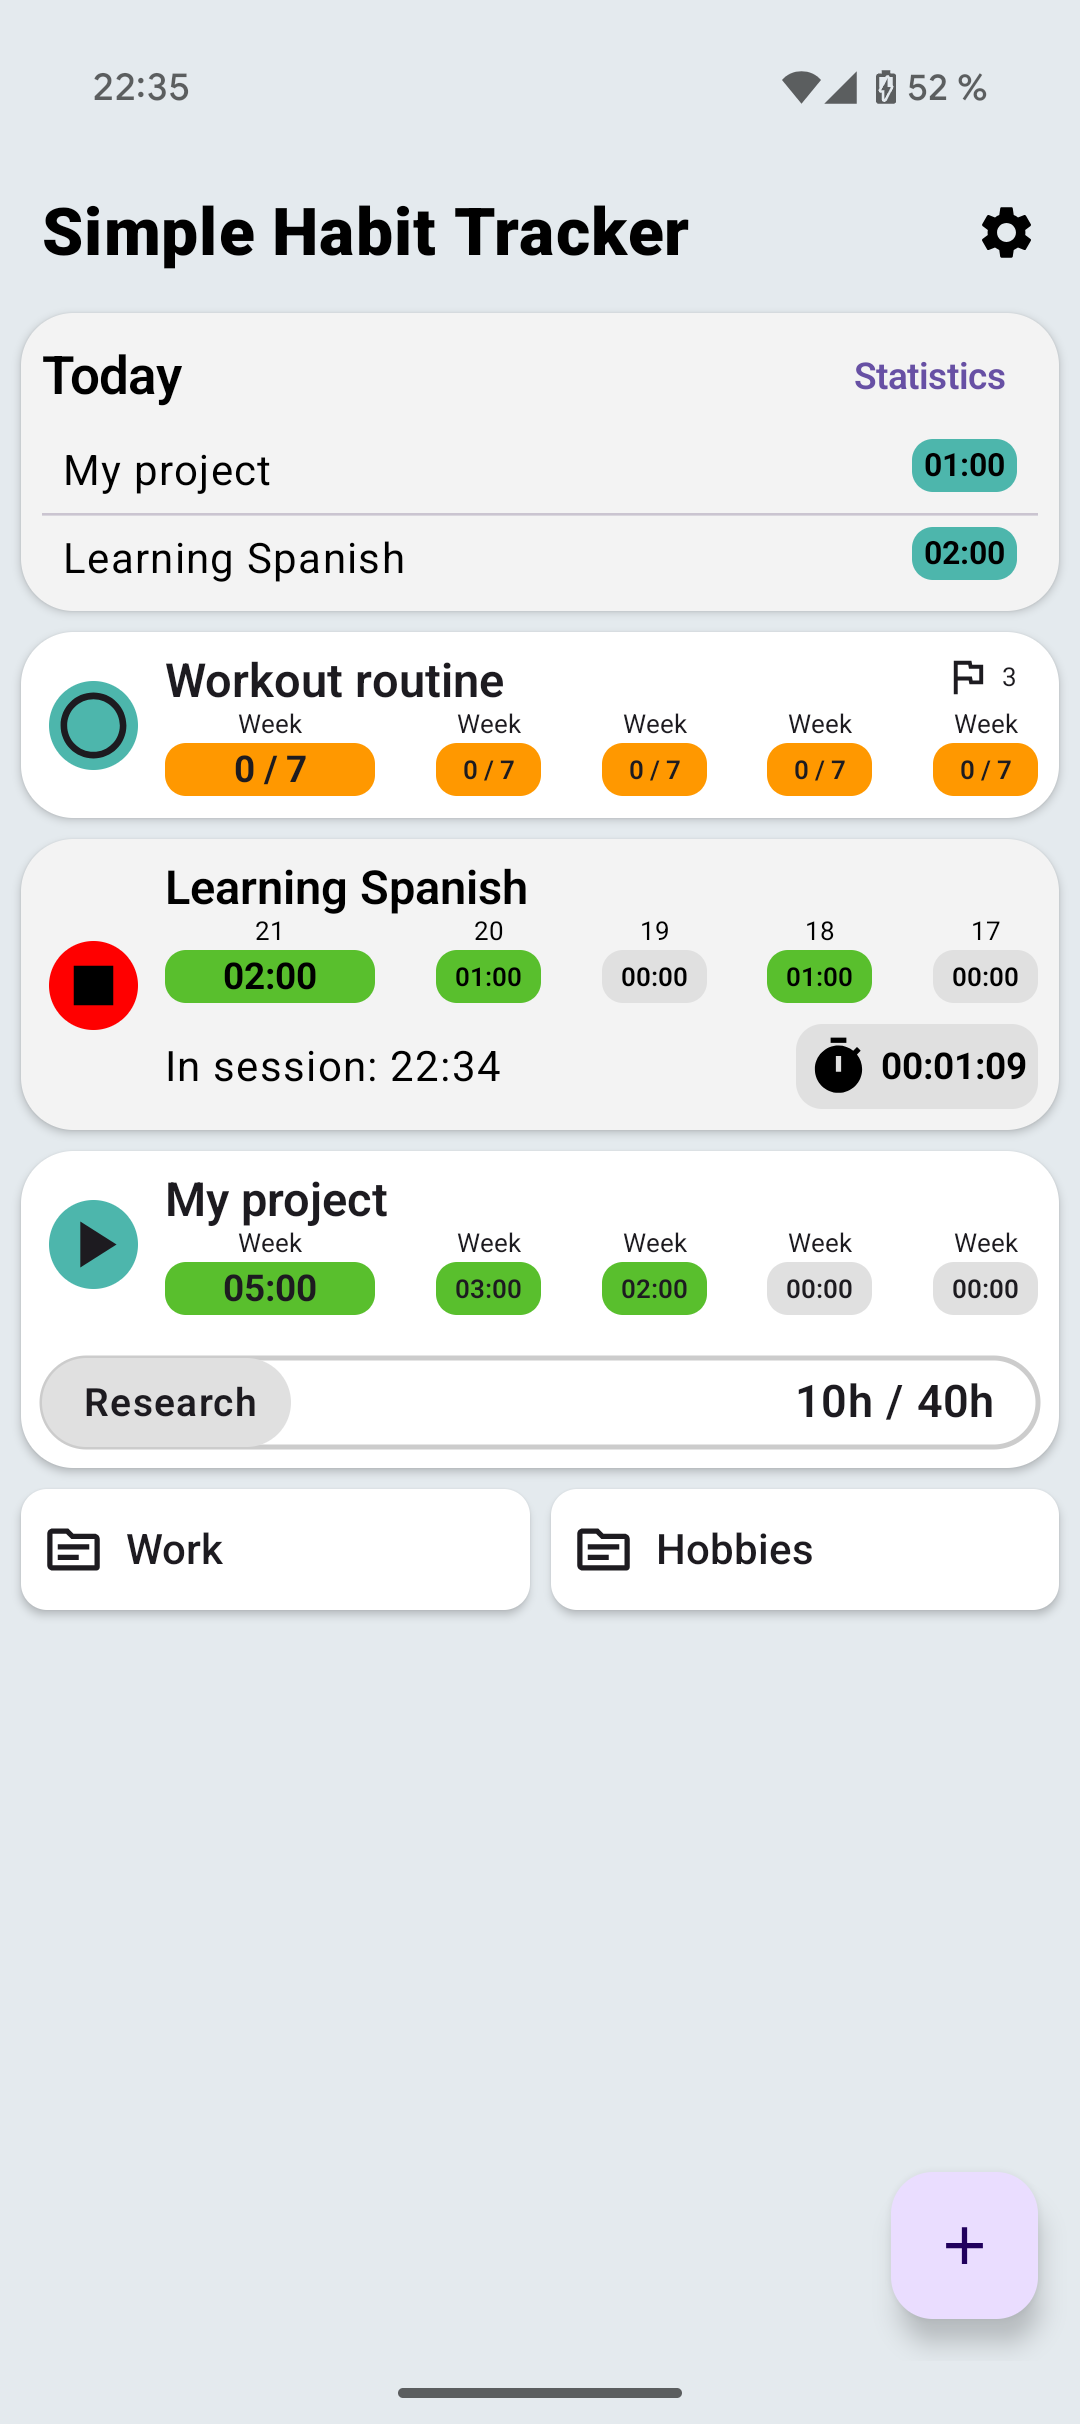 22:35 52 %
Simple Habit Tracker
Today Statistics
My project 01:00
Learning Spanish 02:00
Workout routine 3
Week Week Week Week Week
0 / 7 0 / 7 0 / 7 0 / 7 0 / 7
Learning Spanish
21 20 19 18 17
02:00 01:00 00:00 01:00 00:00
In session: 22:34 00:01:09
My project
Week Week Week Week Week
05:00 03:00 02:00 00:00 00:00
Research 10h / 40h
Work Hobbies